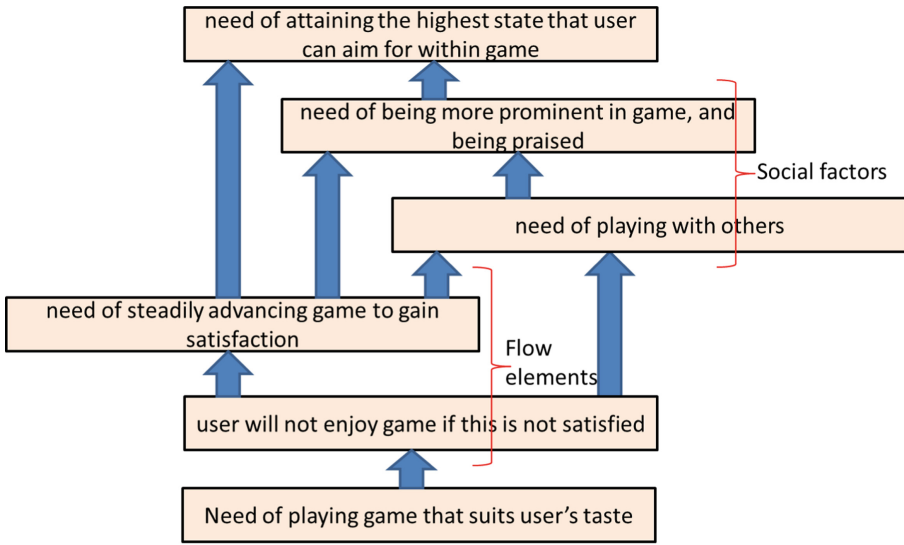 need of attaining the highest state that user
can aim for within game
need of being more prominent in game, and
being praised
Social factors
need of playing with others
need of steadily advancing game to gain
satisfaction
Flow
elements
user will not enjoy game if this is not satisfied
Need of playing game that suits user’s taste